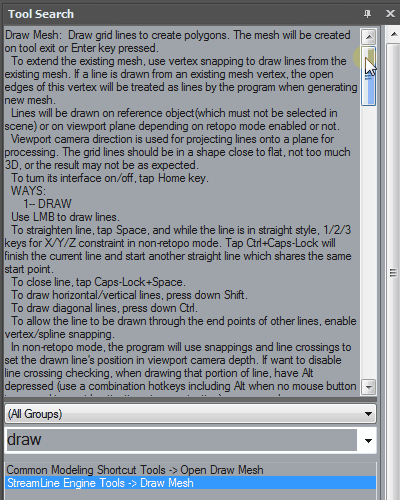 Tool Search
Draw Mesh:  Draw grid lines to create polygons. The mesh will be created
on tool exit or Enter key pressed.
To extend the existing mesh, use vertex snapping to draw lines from the
existing mesh. If a line is drawn from an existing mesh vertex, the open
edges of this vertex will be treated as lines by the program when generating
new mesh.
Lines will be drawn on reference object(which must not be selected in
scene) or on viewport plane depending on retopo mode enabled or not.
Viewport camera direction is used for projecting lines onto a plane for
processing. The grid lines should be in a shape close to flat, not too much
3D, or the result may not be as expected.
To turn its interface on/off, tap Home key.
WAYS:
1-- DRAW
Use LMB to draw lines.
To straighten line, tap Space, and while the line is in straight style, 1/2/3
keys for X/Y/Z constraint in non-retopo mode. Tap Ctrl+Caps-Lock will
finish the current line and start another straight line which shares the same
start point.
To close line, tap Caps-Lock+Space.
To draw horizontal/vertical lines, press down Shift.
To draw diagonal lines, press down Ctrl.
To allow the line to be drawn through the end points of other lines, enable
vertex/spline snapping.
In non-retopo mode, the program will use snappings and line crossings to
set the drawn line's position in viewport camera depth. If want to disable
line crossing checking, when drawing that portion of line, have Alt
depressed (use a combination hotkeys including Alt when no mouse button
(All Groups)
draw
Common Modeling Shortcut Tools -> Open Draw Mesh
StreamLine Engine Tools -> Draw Mesh